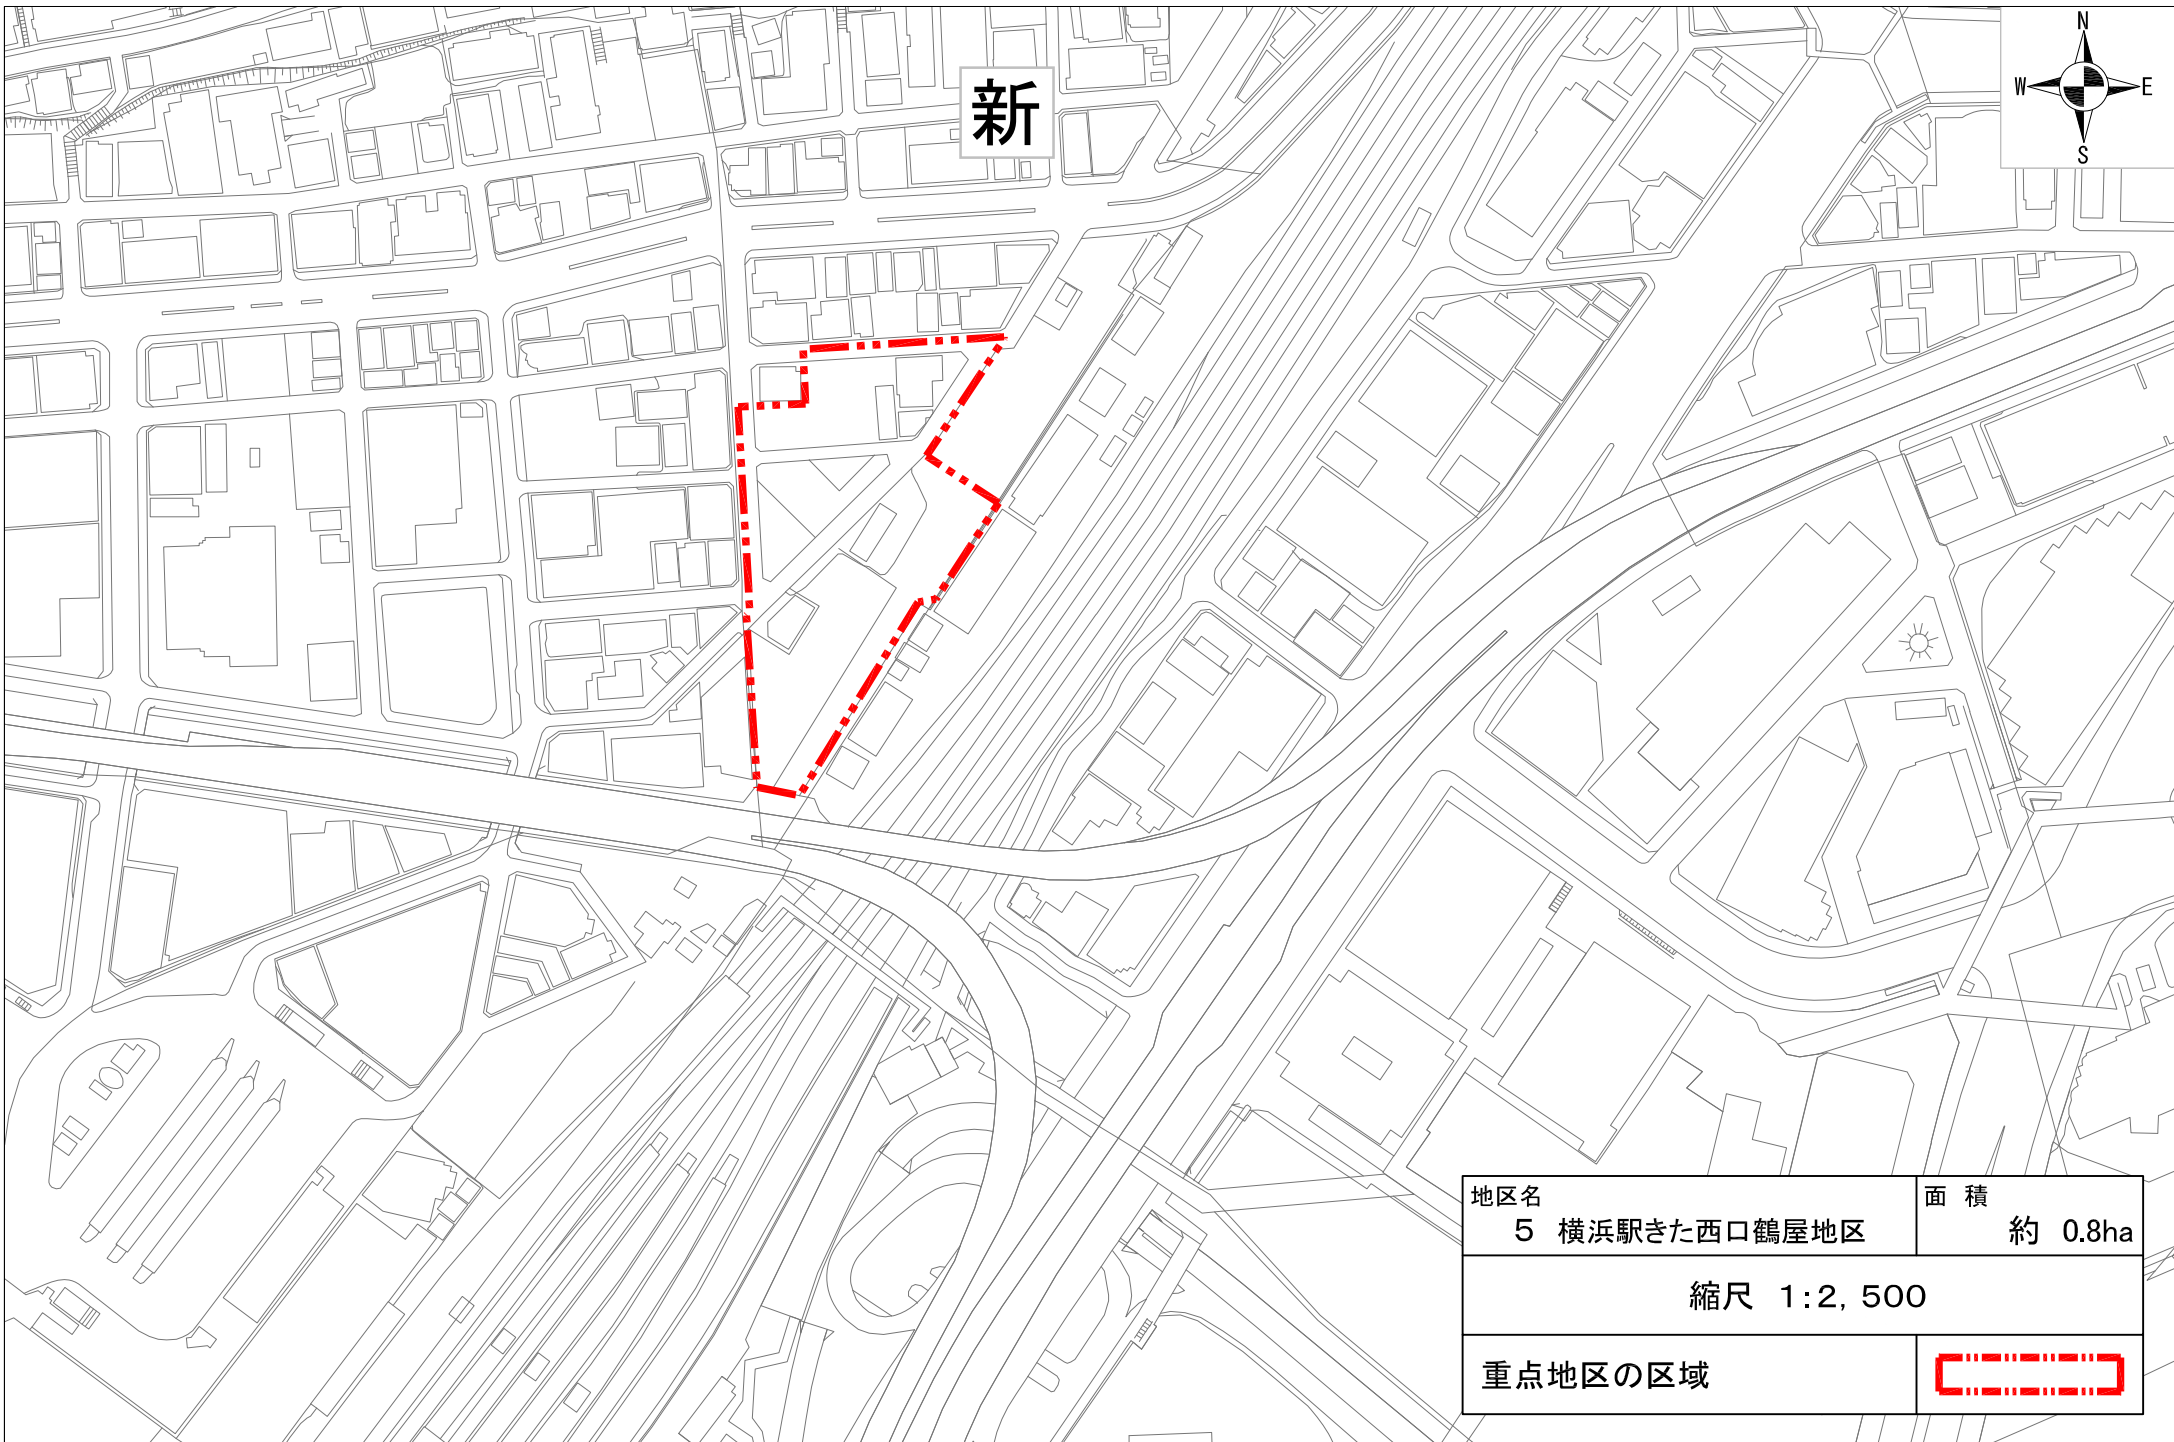 新
N
W E
S
地区名
5 横浜駅きた西口鶴屋地区
面 積
約 0.8ha
縮尺 1:2,500
重点地区の区域